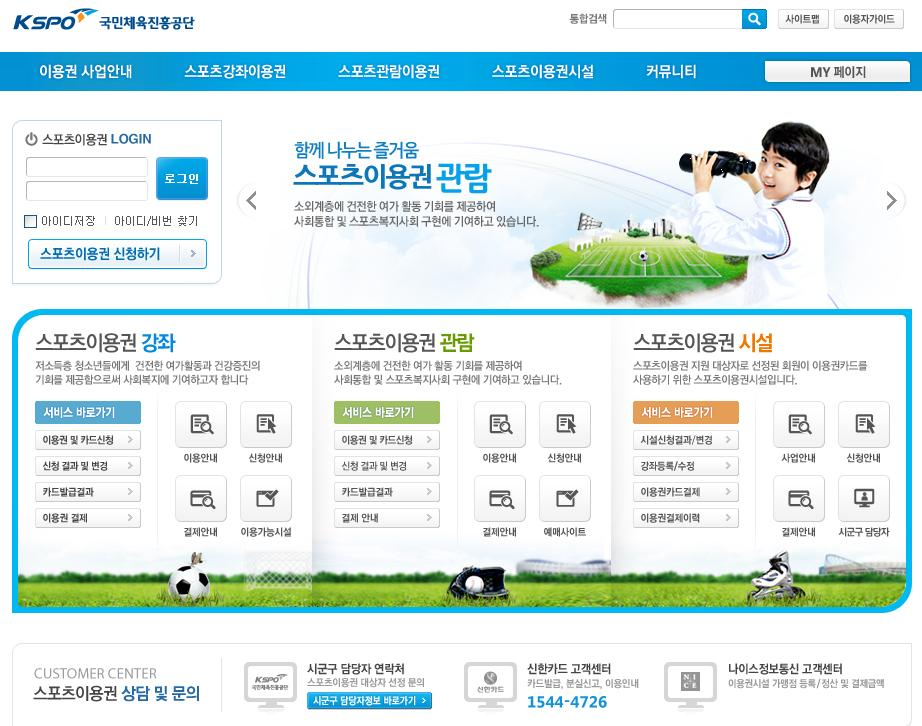 KSPO 국민체육진흥공단
통합검색
사이트맵
이용자가이드
이용권 사업안내
스포츠강좌이용권
스포츠관람이용권
스포츠이용권시설
커뮤니티
MY 페이지
스포츠이용권 LOGIN
로그인
아이디저장
아이디/비번 찾기
스포츠이용권 신청하기
함께 나누는 즐거움
스포츠이용권 관람
소외계층에 건전한 여가 활동 기회를 제공하여
사회통합 및 스포츠복지사회 구현에 기여하고 있습니다.
스포츠이용권 강좌
저소득층 청소년들에게 건전한 여가활동과 건강증진의
기회를 제공함으로써 사회복지에 기여하고자 합니다
서비스 바로가기
이용권 및 카드신청
신청 결과 및 변경
카드발급결과
이용권 결제
이용안내
신청안내
결제안내
이용가능시설
스포츠이용권 관람
소외계층에 건전한 여가 활동 기회를 제공하여
사회통합 및 스포츠복지사회 구현에 기여하고 있습니다.
서비스 바로가기
이용권 및 카드신청
신청 결과 및 변경
카드발급결과
결제 안내
이용안내
신청안내
결제안내
예매사이트
스포츠이용권 시설
스포츠이용권 지원 대상자로 선정된 회원이 이용권카드를
사용하기 위한 스포츠이용권시설입니다.
서비스 바로가기
시설신청결과/변경
강좌등록/수정
이용권카드결제
이용권결제이력
사업안내
신청안내
결제안내
시군구 담당자
CUSTOMER CENTER
스포츠이용권 상담 및 문의
KSPO
국민체육진흥공단
시군구 담당자 연락처
스포츠이용권 대상자 선정 문의
시군구 담당자정보 바로가기
신한카드
신한카드 고객센터
카드발급, 분실신고, 이용안내
1544-4726
NICE
나이스정보통신 고객센터
이용권시설 가맹점 등록/정산 및 결제금액